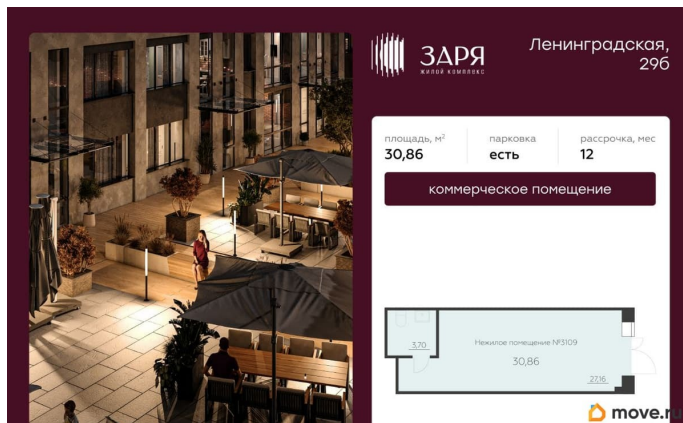 ЗАРЯ
ЖИЛОЙ КОМПЛЕКС
Ленинградская,
29б
площадь, м²
30,86
парковка
есть
рассрочка, мес
12
коммерческое помещение
3,70
Нежилое помещение №3109
30,86
27,16
move.ru